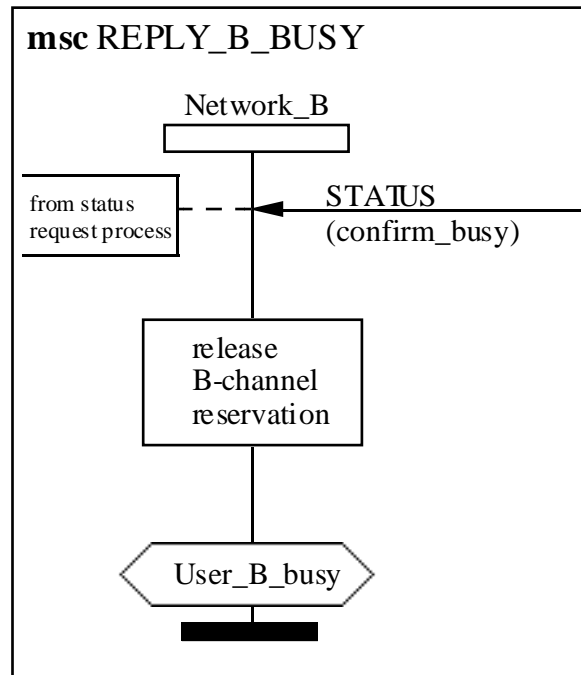 msc REPLY_B_BUSY
Network_B
from status
request process
STATUS
(confirm_busy)
release
B-channel
reservation
User_B_busy